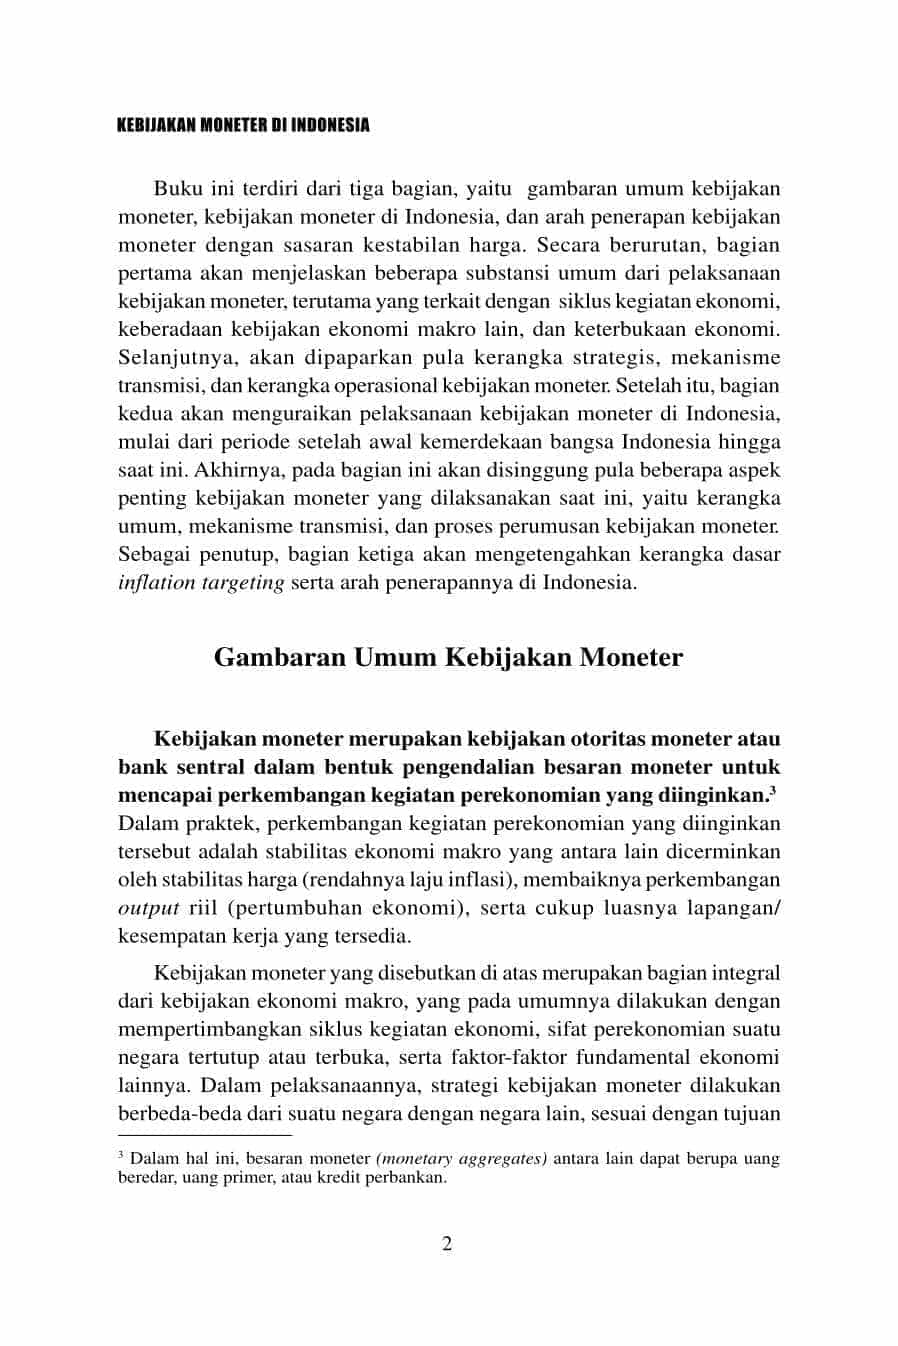 KEBIJAKAN MONETER DI INDONESIA
Buku ini terdiri dari tiga bagian, yaitu gambaran umum kebijakan
moneter, kebijakan moneter di Indonesia, dan arah penerapan kebijakan
moneter dengan sasaran kestabilan harga. Secara berurutan, bagian
pertama akan menjelaskan beberapa substansi umum dari pelaksanaan
kebijakan moneter, terutama yang terkait dengan siklus kegiatan ekonomi,
keberadaan kebijakan ekonomi makro lain, dan keterbukaan ekonomi.
Selanjutnya, akan dipaparkan pula kerangka strategis, mekanisme
transmisi, dan kerangka operasional kebijakan moneter. Setelah itu, bagian
kedua akan menguraikan pelaksanaan kebijakan moneter di Indonesia,
mulai dari periode setelah awal kemerdekaan bangsa Indonesia hingga
saat ini. Akhirnya, pada bagian ini akan disinggung pula beberapa aspek
penting kebijakan moneter yang dilaksanakan saat ini, yaitu kerangka
umum, mekanisme transmisi, dan proses perumusan kebijakan moneter.
Sebagai penutup, bagian ketiga akan mengetengahkan kerangka dasar
inflation targeting serta arah penerapannya di Indonesia.
Gambaran Umum Kebijakan Moneter
Kebijakan moneter merupakan kebijakan otoritas moneter atau
bank sentral dalam bentuk pengendalian besaran moneter untuk
mencapai perkembangan kegiatan perekonomian yang diinginkan.³
Dalam praktek, perkembangan kegiatan perekonomian yang diinginkan
tersebut adalah stabilitas ekonomi makro yang antara lain dicerminkan
oleh stabilitas harga (rendahnya laju inflasi), membaiknya perkembangan
output riil (pertumbuhan ekonomi), serta cukup luasnya lapangan/
kesempatan kerja yang tersedia.
Kebijakan moneter yang disebutkan di atas merupakan bagian integral
dari kebijakan ekonomi makro, yang pada umumnya dilakukan dengan
mempertimbangkan siklus kegiatan ekonomi, sifat perekonomian suatu
negara tertutup atau terbuka, serta faktor-faktor fundamental ekonomi
lainnya. Dalam pelaksanaannya, strategi kebijakan moneter dilakukan
berbeda-beda dari suatu negara dengan negara lain, sesuai dengan tujuan
³ Dalam hal ini, besaran moneter (monetary aggregates) antara lain dapat berupa uang
beredar, uang primer, atau kredit perbankan.
2